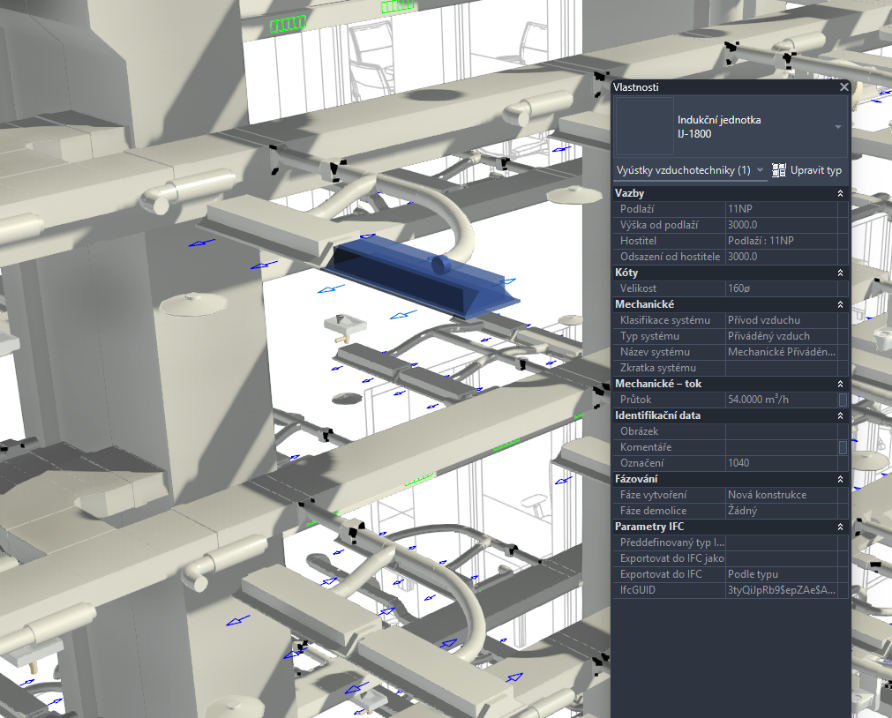 Vlastnosti
Indukční jednotka
IJ-1800
Vyústky vzduchotechniky (1) Upravit typ
Vazby
Podlaží 11NP
Výška od podlaží 3000.0
Hostitel Podlaží : 11NP
Odsazení od hostitele 3000.0
Kóty
Velikost 160ø
Mechanické
Klasifikace systému Přívod vzduchu
Typ systému Přiváděný vzduch
Název systému Mechanické Přiváděn...
Zkratka systému
Mechanické – tok
Průtok 54.0000 m³/h
Identifikační data
Obrázek
Komentáře
Označení 1040
Fázování
Fáze vytvoření Nová konstrukce
Fáze demolice Žádný
Parametry IFC
Předdefinovaný typ I...
Exportovat do IFC jako
Exportovat do IFC Podle typu
IfcGUID 3tyQiJpRb9$epZAe$A...